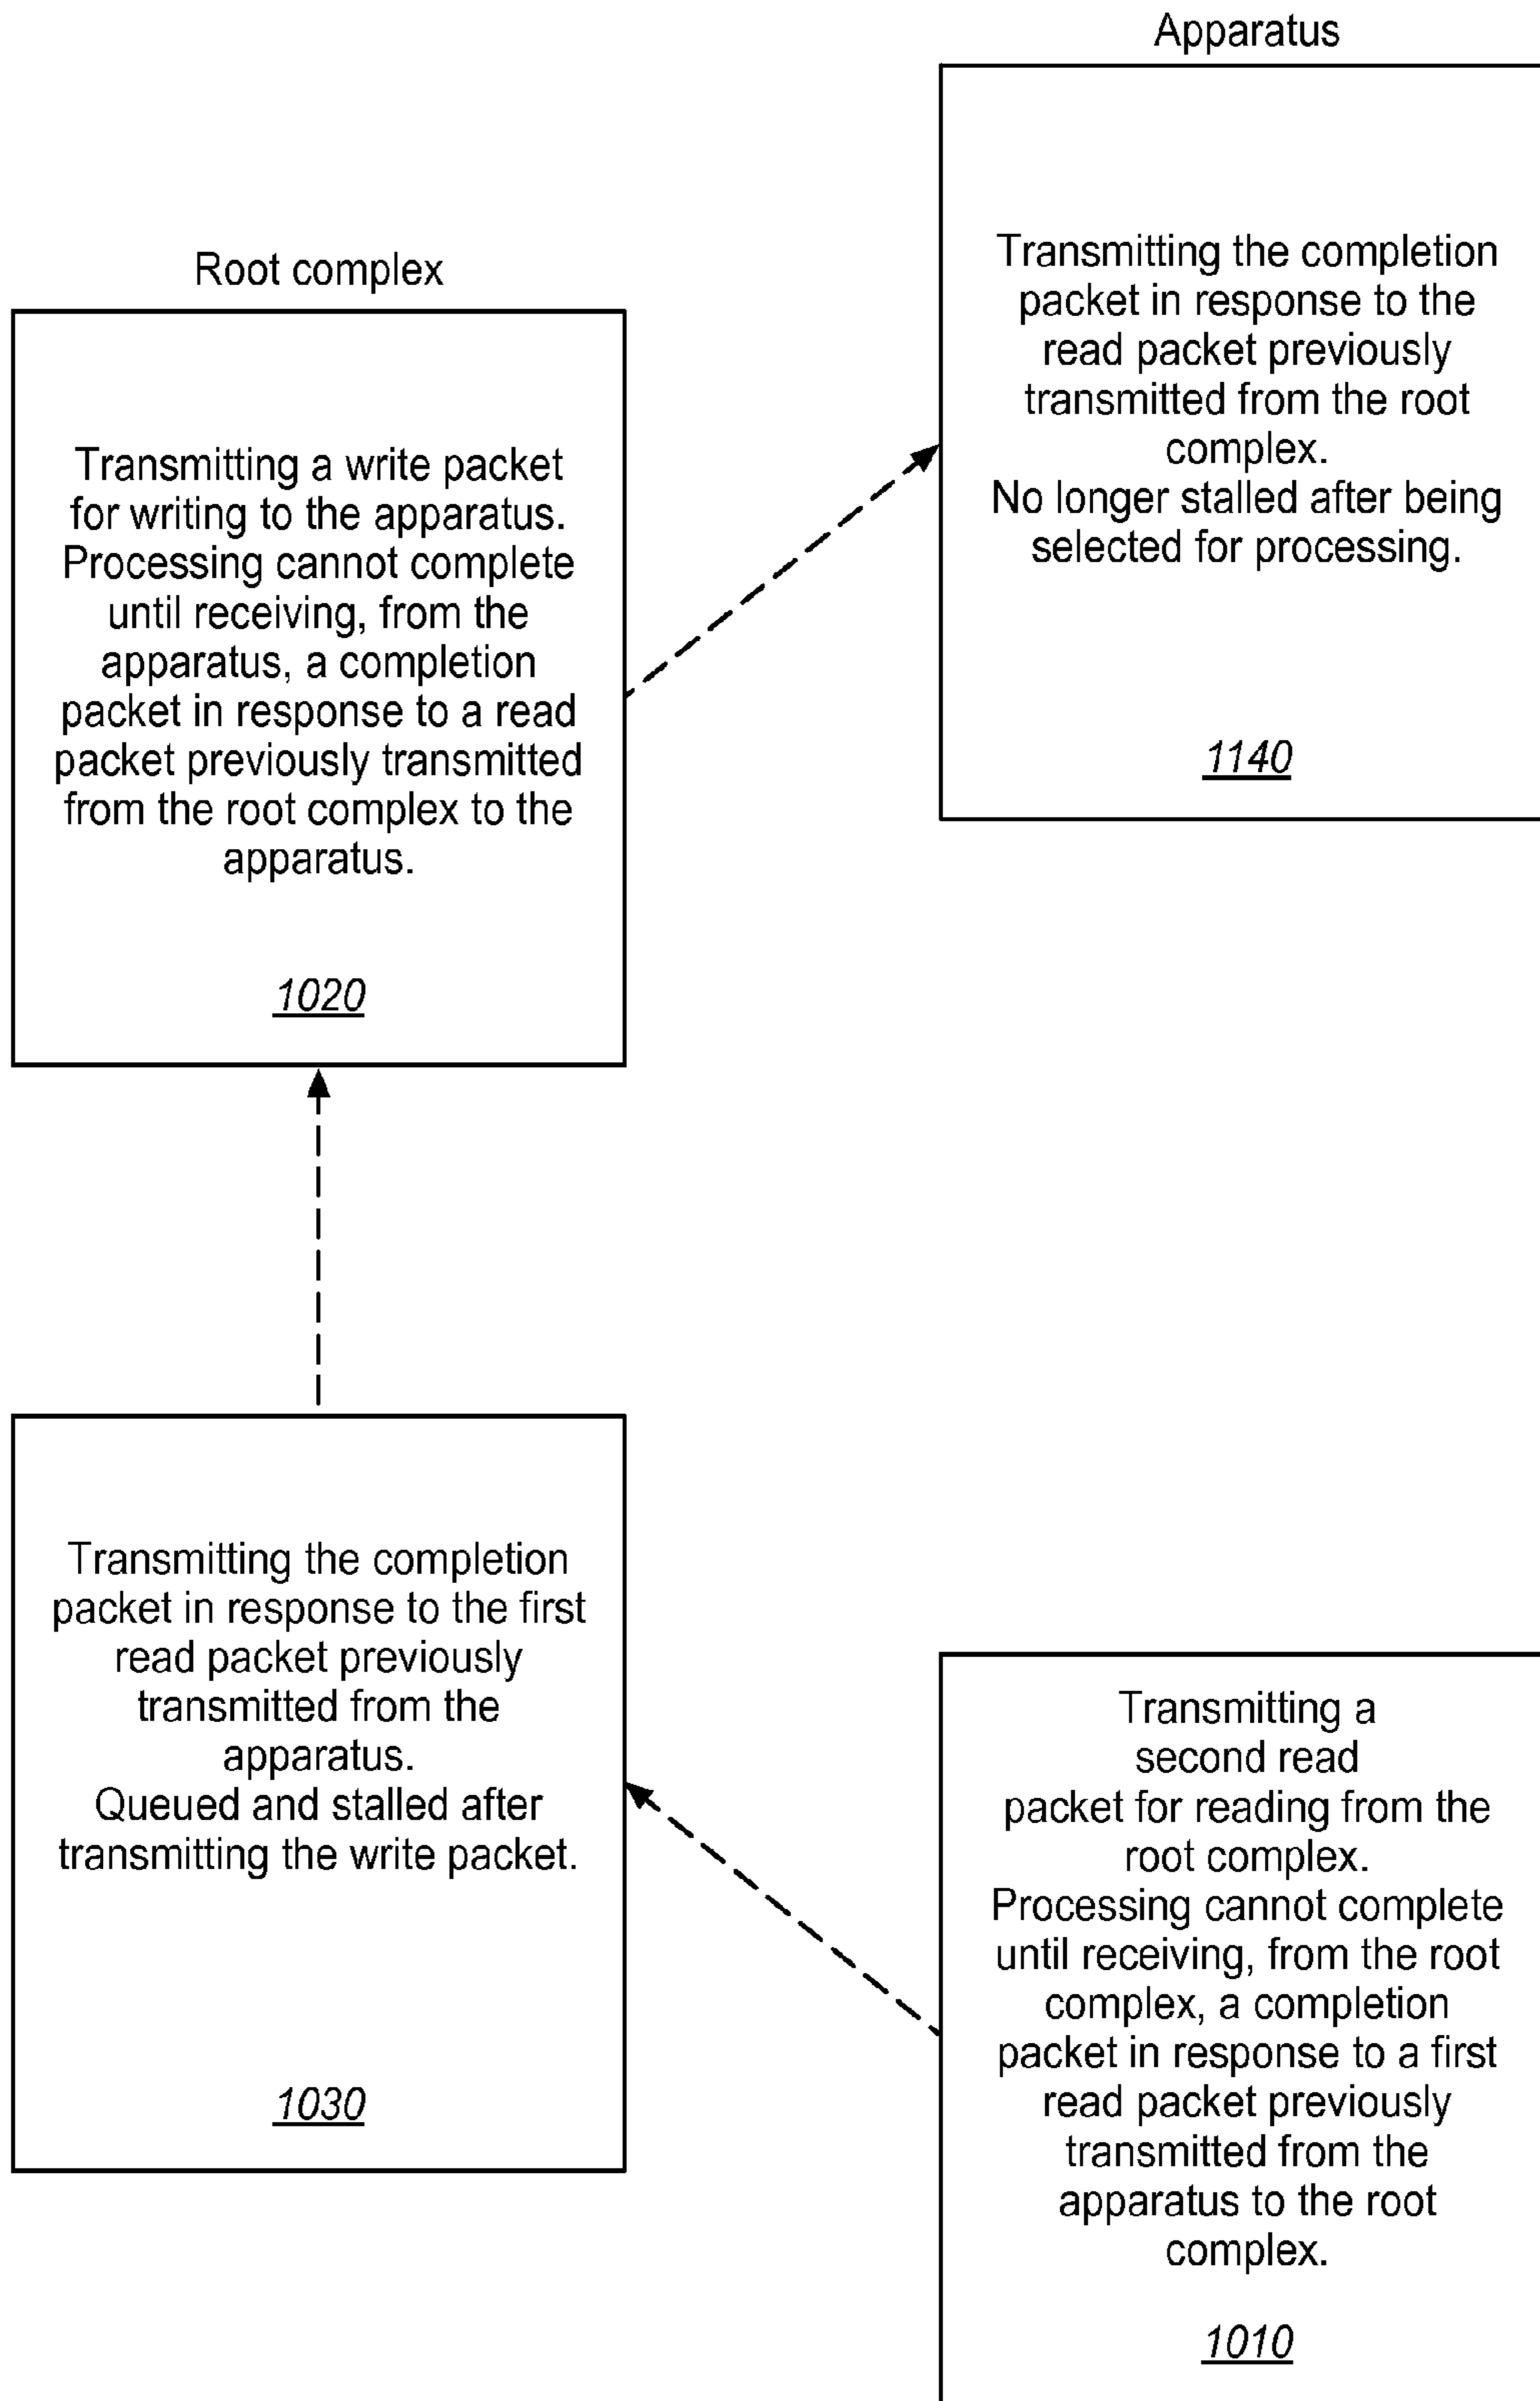 Apparatus
Transmitting the completion
packet in response to the
read packet previously
transmitted from the root
complex.
No longer stalled after being
selected for processing.
1140
Root complex
Transmitting a write packet
for writing to the apparatus.
Processing cannot complete
until receiving, from the
apparatus, a completion
packet in response to a read
packet previously transmitted
from the root complex to the
apparatus.
1020
Transmitting the completion
packet in response to the first
read packet previously
transmitted from the
apparatus.
Queued and stalled after
transmitting the write packet.
1030
Transmitting a
second read
packet for reading from the
root complex.
Processing cannot complete
until receiving, from the root
complex, a completion
packet in response to a first
read packet previously
transmitted from the
apparatus to the root
complex.
1010